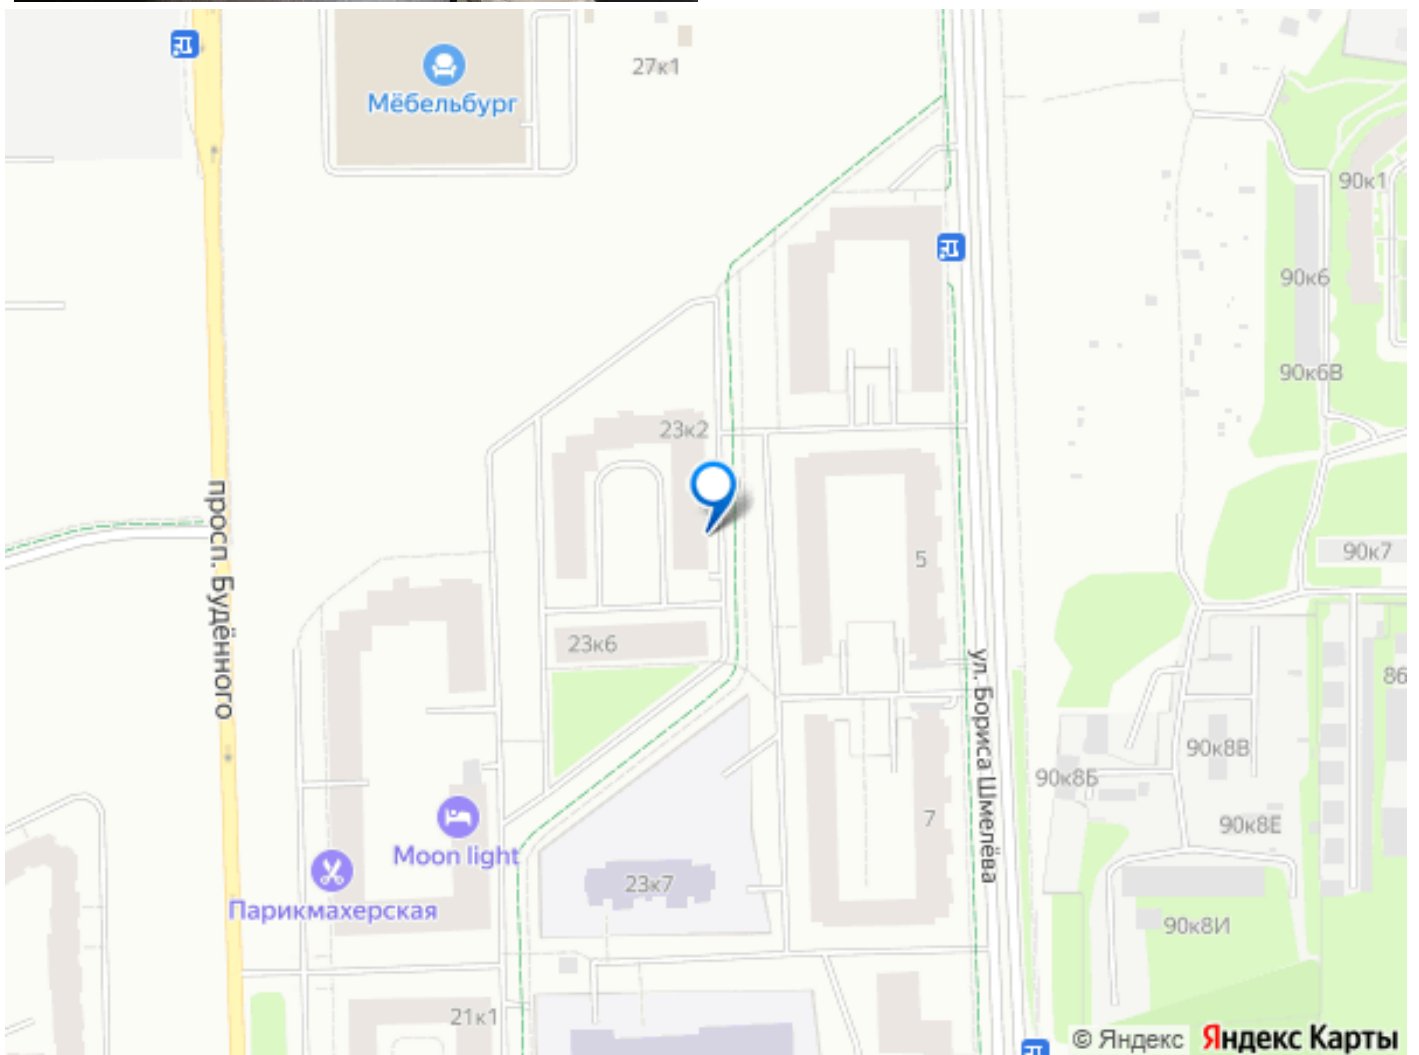 27к1
Мёбельбург
90к1
90к6
90к6В
23к2
просп. Будённого
5
90к7
23к6
ул. Бориса Шмелёва
86
90к8В
90к8Б
7
90к8Е
Moon light
23к7
Парикмахерская
90к8И
21к1
© Яндекс Яндекс Карты